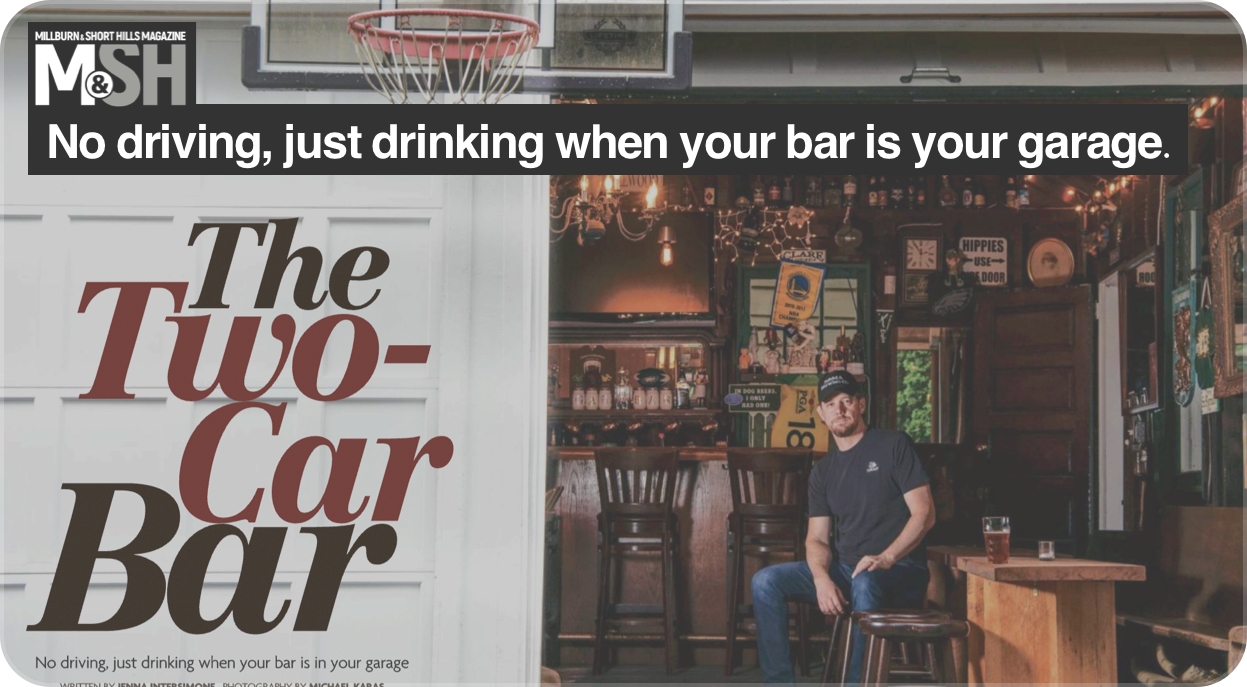 MILLBURN & SHORT HILLS MAGAZINE
M&SH
No driving, just drinking when your bar is your garage.
The
Two-
Car
Bar
No driving, just drinking when your bar is in your garage
WRITTEN BY JENNA INTERSIMONE PHOTOGRAPHY BY MICHAEL KARAS
CLARE
HIPPIES
USE
DOOR
IN DOG BEERS,
I ONLY
HAD ONE!
PGA
18